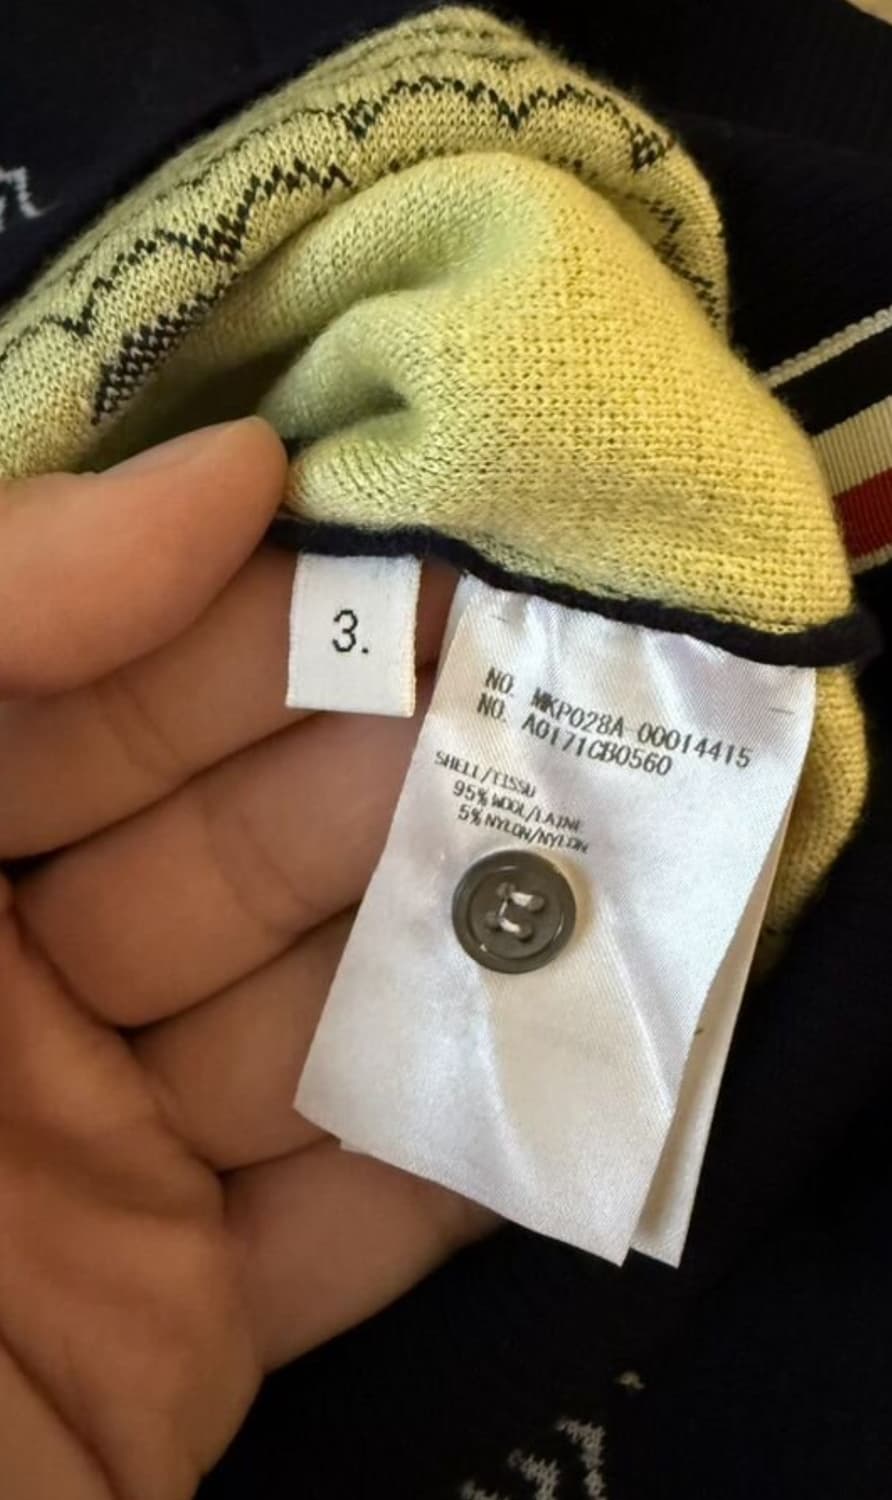 3.
NO. MKP028A-00014415
NO. A0171CB0560
SHELL/TISSU
95% WOOL/LAINE
5% NYLON/NYLON